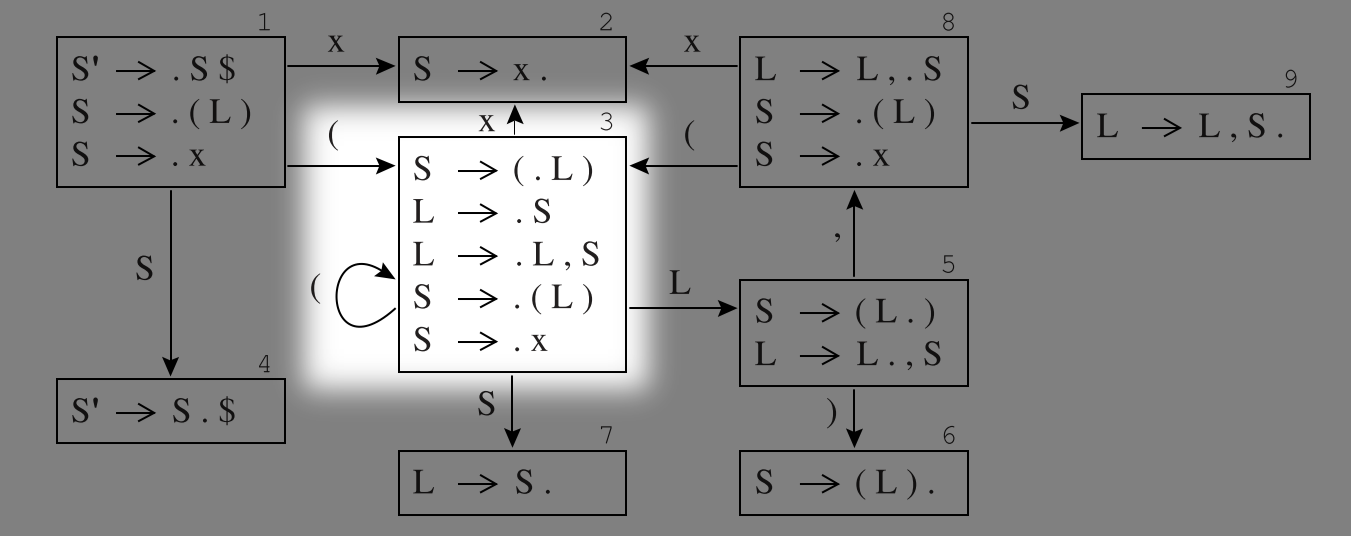 1
S' → . S $
S → . ( L )
S → . x
x
(
S
4
S' → S . $
2
S → x .
x
3
S → ( . L )
L → . S
L → . L , S
S → . ( L )
S → . x
(
S
7
L → S .
L
x
(
8
L → L , . S
S → . ( L )
S → . x
,
5
S → ( L . )
L → L . , S
)
6
S → ( L ) .
S
9
L → L , S .